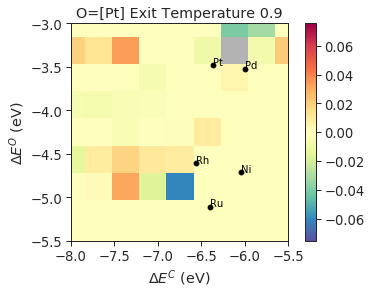 O=[Pt] Exit Temperature 0.9
−3.0
−3.5
−4.0
−4.5
−5.0
−5.5
ΔE^O (eV)
Pt
Pd
Rh
Ni
Ru
−8.0 −7.5 −7.0 −6.5 −6.0 −5.5
ΔE^C (eV)
0.06
0.04
0.02
0.00
−0.02
−0.04
−0.06